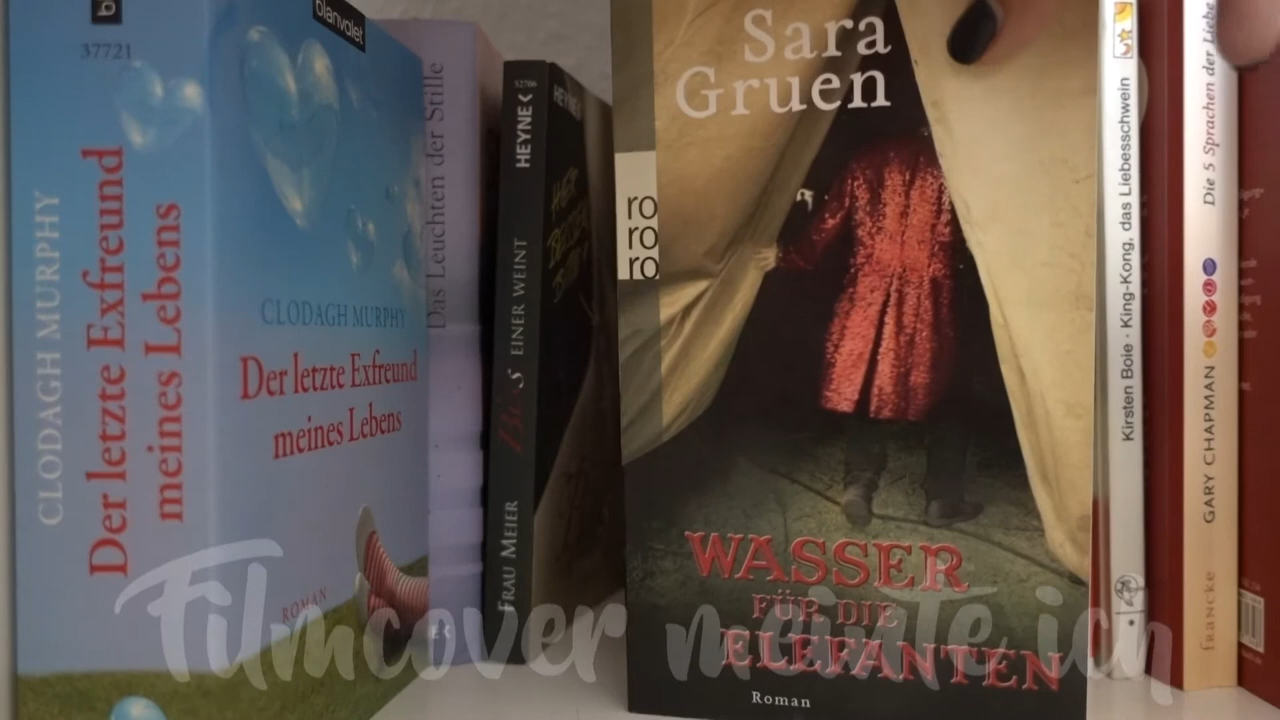 37721
CLODAGH MURPHY
Der letzte Exfreund
meines Lebens
blanvalet
CLODAGH MURPHY
Der letzte Exfreund
meines Lebens
ROMAN
Das Leuchten der Stille
52706
HEYNE <
FRAU MEIER
EINER WEINT
HEYNE <
Sara
Gruen
ro
ro
ro
WASSER
FÜR DIE
ELEFANTEN
Roman
Kirsten Boie · King-Kong, das Liebesschwein
Die 5 Sprachen der Liebe
GARY CHAPMAN
francke
Filmcover meinte ich